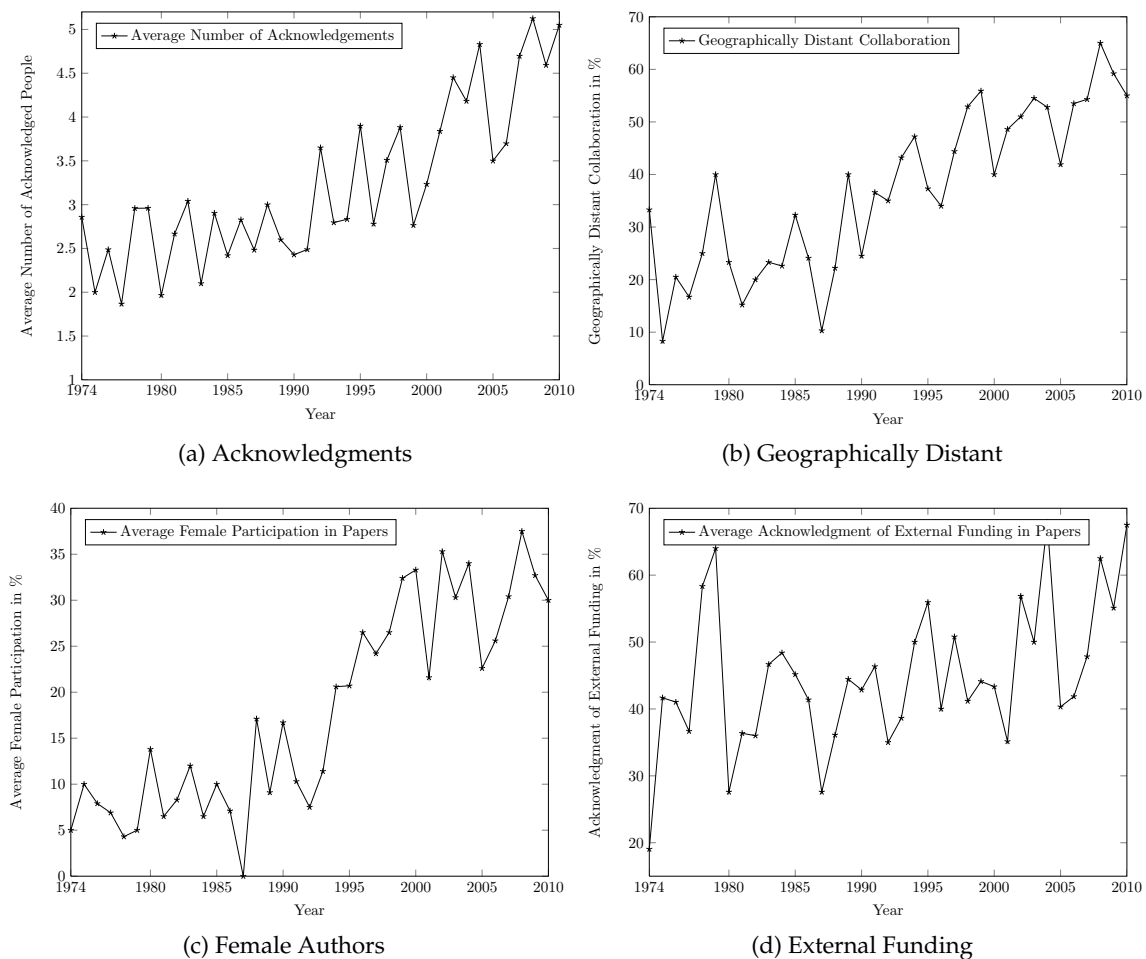 Average Number of Acknowledgements
Average Number of Acknowledged People
5
4.5
4
3.5
3
2.5
2
1.5
1
1974 1980 1985 1990 1995 2000 2005 2010
Year
(a) Acknowledgments
Geographically Distant Collaboration
Geographically Distant Collaboration in %
70
60
50
40
30
20
10
0
1974 1980 1985 1990 1995 2000 2005 2010
Year
(b) Geographically Distant
Average Female Participation in Papers
Average Female Participation in %
40
35
30
25
20
15
10
5
0
1974 1980 1985 1990 1995 2000 2005 2010
Year
(c) Female Authors
Average Acknowledgment of External Funding in Papers
Acknowledgment of External Funding in %
70
60
50
40
30
20
1974 1980 1985 1990 1995 2000 2005 2010
Year
(d) External Funding